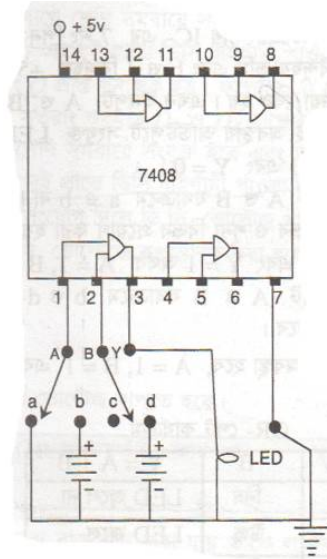 + 5v
14 13 12 11 10 9 8
7408
1 2 3 4 5 6 7
A B Y
a b c d
+ - + -
LED